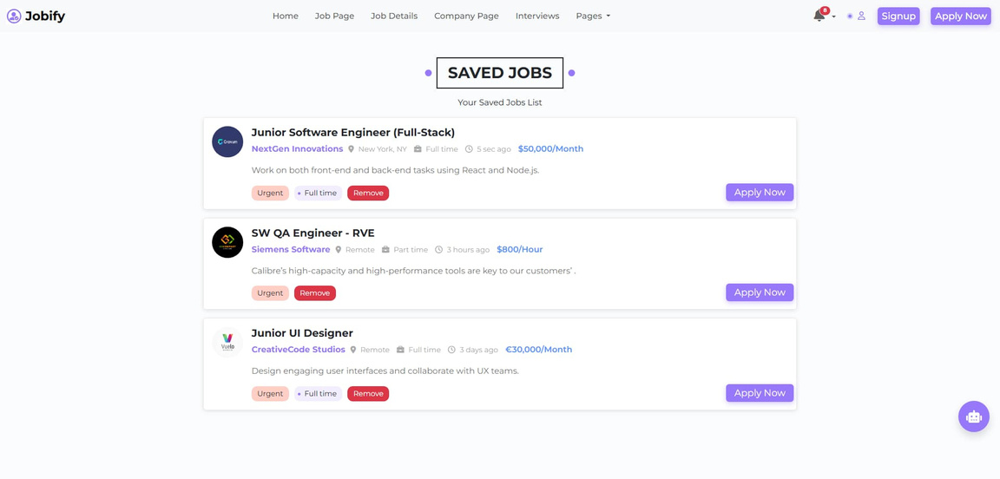 Jobify
Home Job Page Job Details Company Page Interviews Pages
8
Signup Apply Now
SAVED JOBS
Your Saved Jobs List
Junior Software Engineer (Full-Stack)
NextGen Innovations New York, NY Full time 5 sec ago $50,000/Month
Work on both front-end and back-end tasks using React and Node.js.
Urgent Full time Remove Apply Now
SW QA Engineer - RVE
Siemens Software Remote Part time 3 hours ago $800/Hour
Calibre’s high-capacity and high-performance tools are key to our customers’ .
Urgent Remove Apply Now
Vuelo
Junior UI Designer
CreativeCode Studios Remote Full time 3 days ago €30,000/Month
Design engaging user interfaces and collaborate with UX teams.
Urgent Full time Remove Apply Now